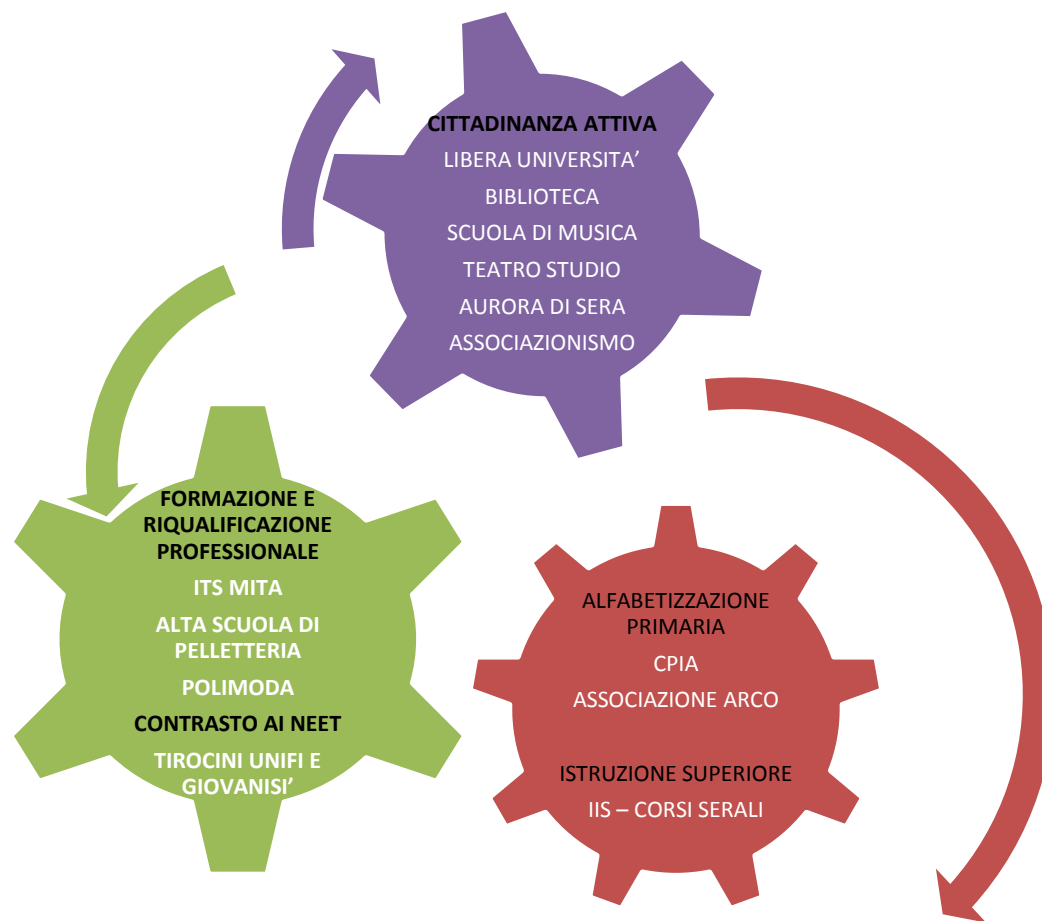 CITTADINANZA ATTIVA
LIBERA UNIVERSITA’
BIBLIOTECA
SCUOLA DI MUSICA
TEATRO STUDIO
AURORA DI SERA
ASSOCIAZIONISMO
FORMAZIONE E
RIQUALIFICAZIONE
PROFESSIONALE
ITS MITA
ALTA SCUOLA DI
PELLETTERIA
POLIMODA
CONTRASTO AI NEET
TIROCINI UNIFI E
GIOVANISI’
ALFABETIZZAZIONE
PRIMARIA
CPIA
ASSOCIAZIONE ARCO
ISTRUZIONE SUPERIORE
IIS – CORSI SERALI